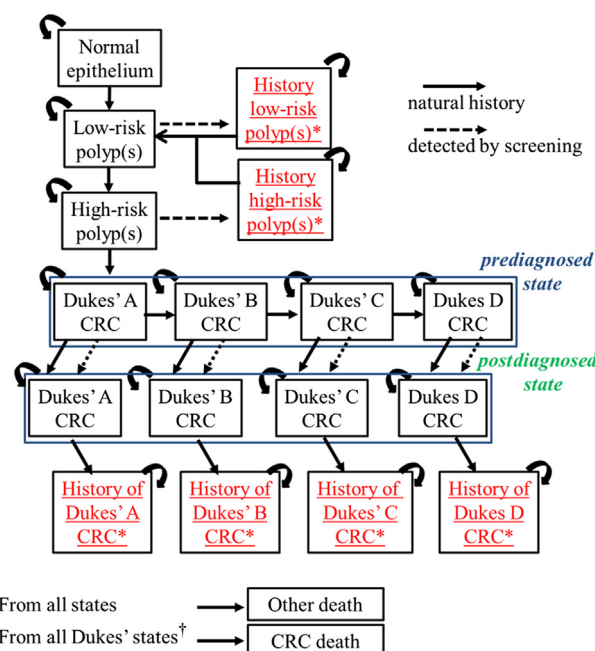 Normal
epithelium
History
low-risk
polyp(s)*
natural history
Low-risk
polyp(s)
detected by screening
History
high-risk
polyp(s)*
High-risk
polyp(s)
prediagnosed
state
Dukes' A
CRC
Dukes' B
CRC
Dukes' C
CRC
Dukes D
CRC
postdiagnosed
state
Dukes' A
CRC
Dukes' B
CRC
Dukes' C
CRC
Dukes D
CRC
History of
Dukes' A
CRC*
History of
Dukes' B
CRC*
History of
Dukes' C
CRC*
History of
Dukes D
CRC*
From all states
Other death
From all Dukes' states†
CRC death